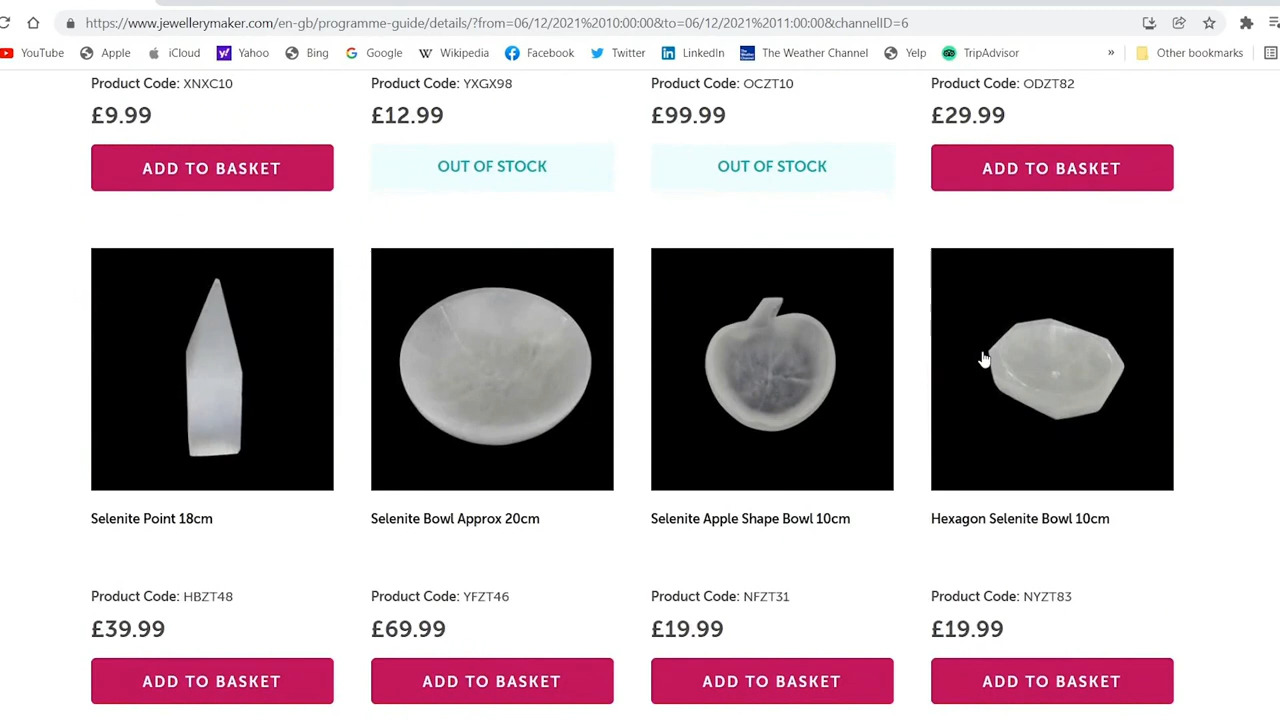 https://www.jewellerymaker.com/en-gb/programme-guide/details/?from=06/12/2021%2010:00:00&to=06/12/2021%2011:00:00&channelID=6
YouTube Apple iCloud Yahoo Bing Google Wikipedia Facebook Twitter LinkedIn The Weather Channel Yelp TripAdvisor » Other bookmarks
Product Code: XNXC10 Product Code: YXGX98 Product Code: OCZT10 Product Code: ODZT82
£9.99 £12.99 £99.99 £29.99
ADD TO BASKET OUT OF STOCK OUT OF STOCK ADD TO BASKET
Selenite Point 18cm Selenite Bowl Approx 20cm Selenite Apple Shape Bowl 10cm Hexagon Selenite Bowl 10cm
Product Code: HBZT48 Product Code: YFZT46 Product Code: NFZT31 Product Code: NYZT83
£39.99 £69.99 £19.99 £19.99
ADD TO BASKET ADD TO BASKET ADD TO BASKET ADD TO BASKET